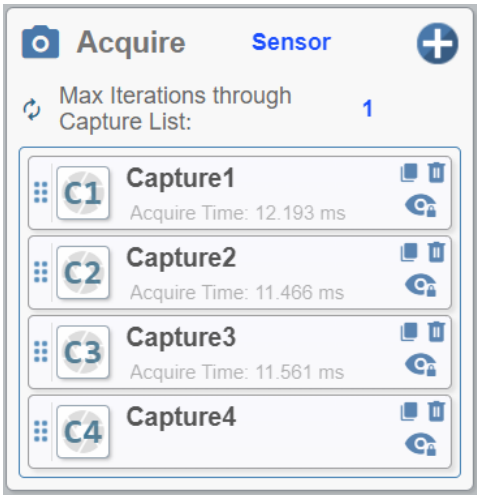 Acquire Sensor
Max Iterations through
Capture List:
1
C1 Capture1
Acquire Time: 12.193 ms
C2 Capture2
Acquire Time: 11.466 ms
C3 Capture3
Acquire Time: 11.561 ms
C4 Capture4